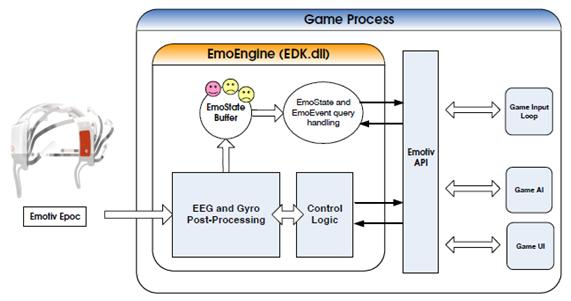 Game Process
EmoEngine (EDK.dll)
EmoState
Buffer
EmoState and
EmoEvent query
handling
Emotiv
API
Game Input
Loop
Game AI
Game UI
EEG and Gyro
Post-Processing
Control
Logic
Emotiv Epoc